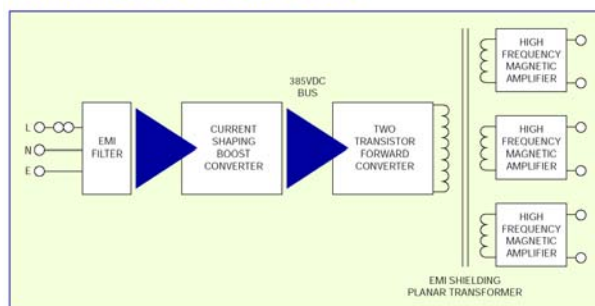 L
N
E
EMI
FILTER
CURRENT
SHAPING
BOOST
CONVERTER
385VDC
BUS
TWO
TRANSISTOR
FORWARD
CONVERTER
HIGH
FREQUENCY
MAGNETIC
AMPLIFIER
HIGH
FREQUENCY
MAGNETIC
AMPLIFIER
HIGH
FREQUENCY
MAGNETIC
AMPLIFIER
EMI SHIELDING
PLANAR TRANSFORMER